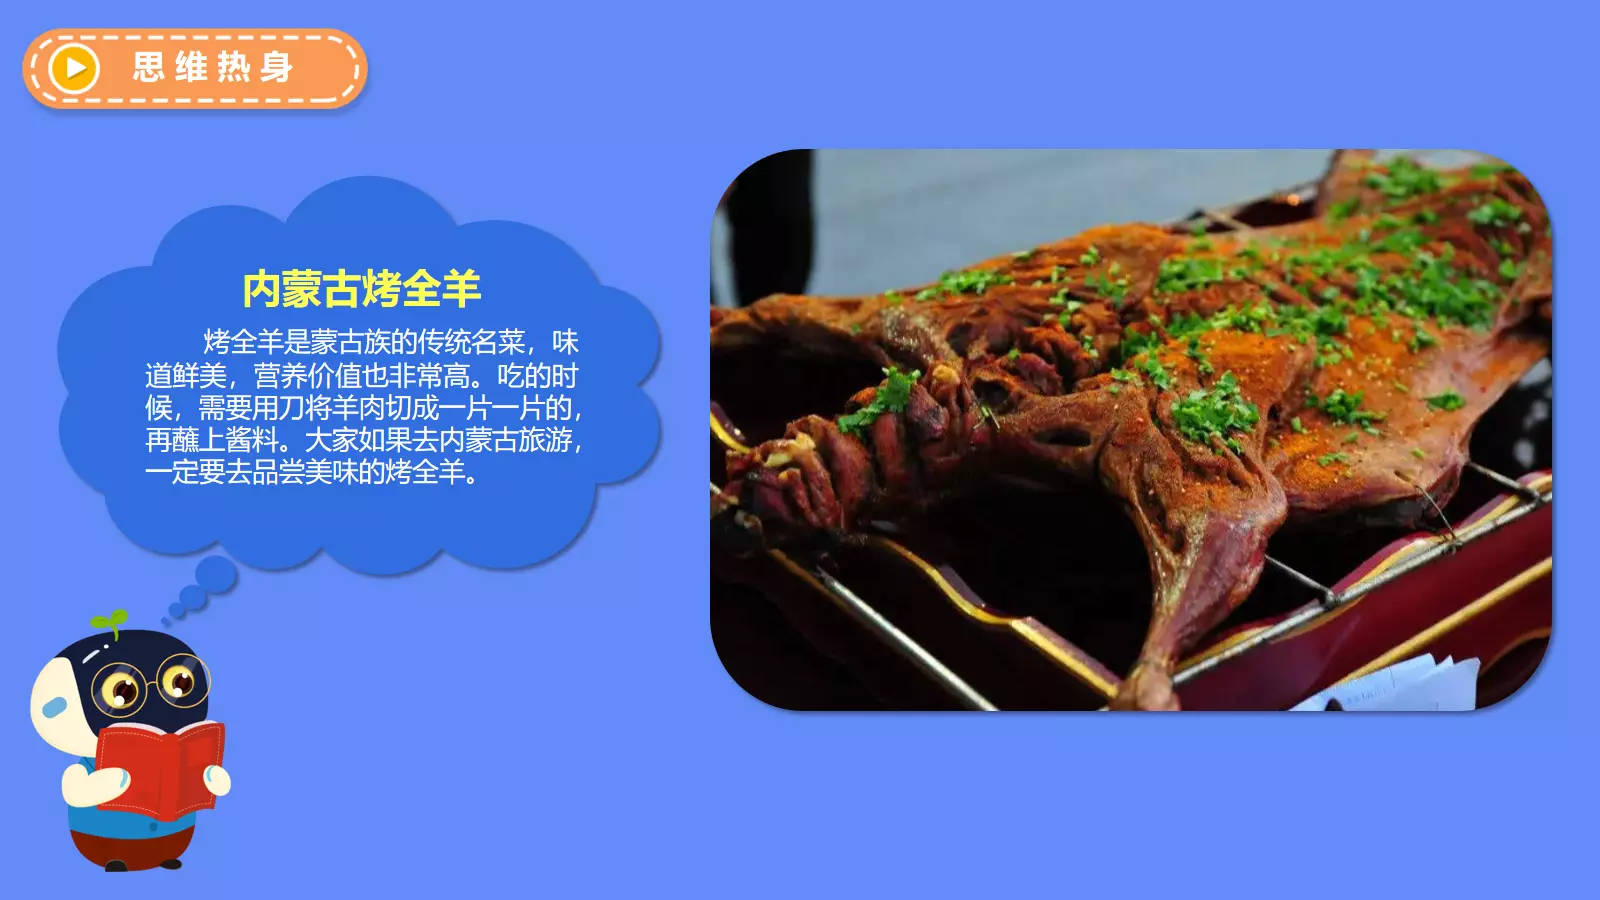 思维热身
内蒙古烤全羊
烤全羊是蒙古族的传统名菜，味
道鲜美，营养价值也非常高。吃的时
候，需要用刀将羊肉切成一片一片的，
再蘸上酱料。大家如果去内蒙古旅游，
一定要去品尝美味的烤全羊。